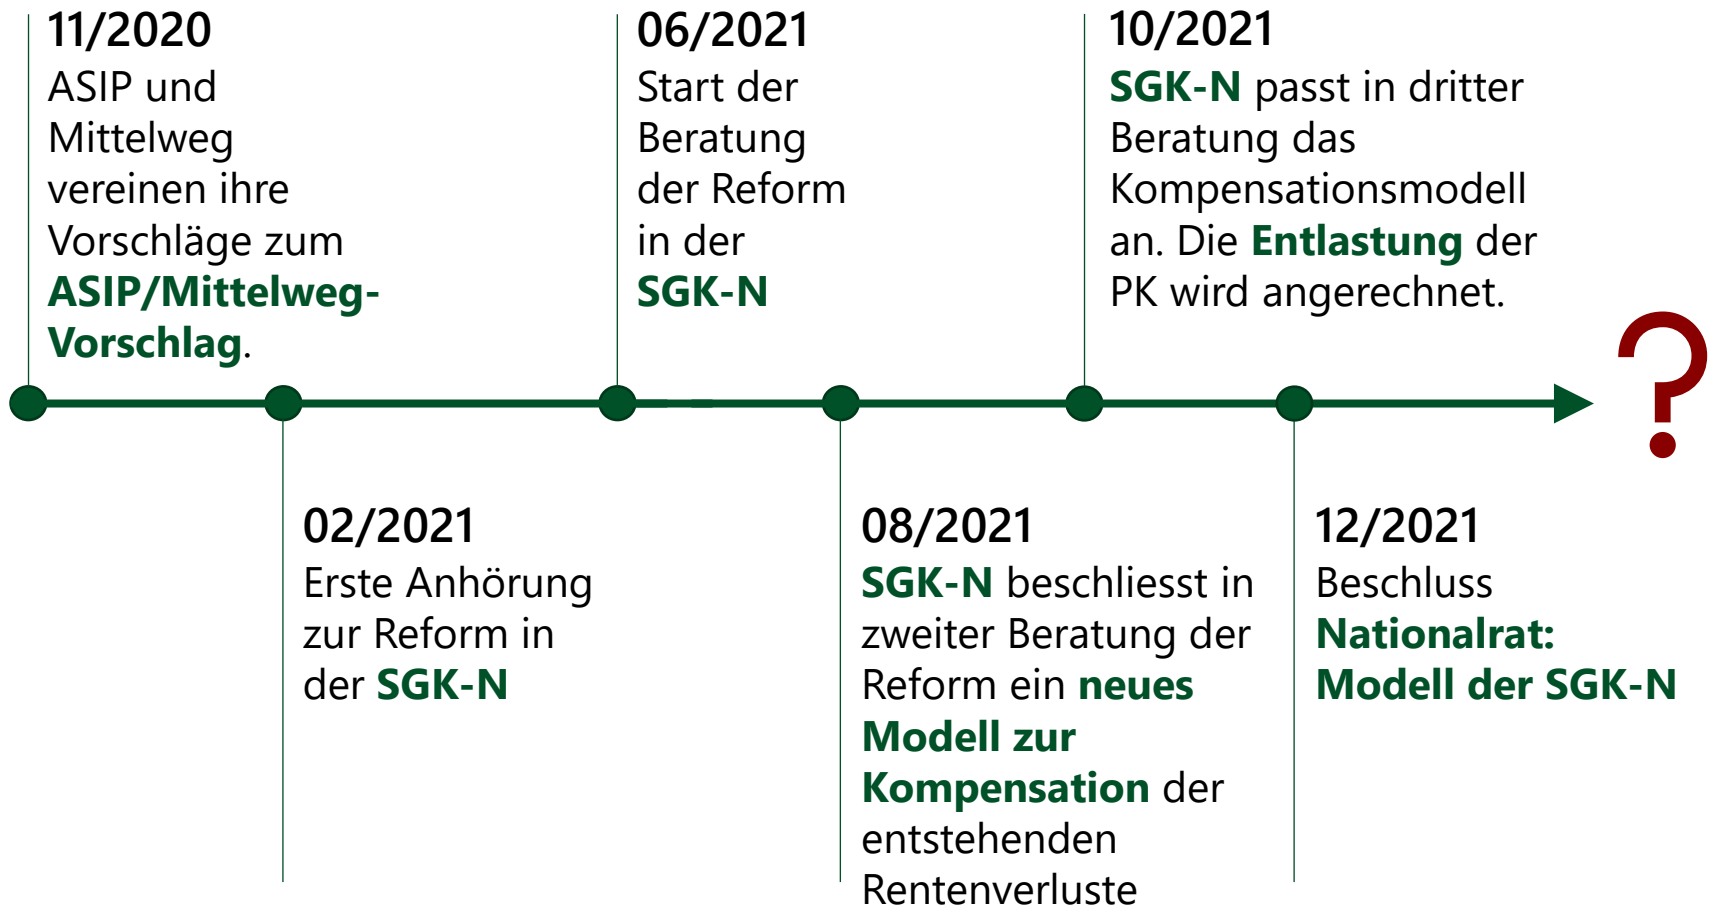 11/2020
ASIP und
Mittelweg
vereinen ihre
Vorschläge zum
ASIP/Mittelweg-
Vorschlag.
02/2021
Erste Anhörung
zur Reform in
der SGK-N
06/2021
Start der
Beratung
der Reform
in der
SGK-N
08/2021
SGK-N beschliesst in
zweiter Beratung der
Reform ein neues
Modell zur
Kompensation der
entstehenden
Rentenverluste
10/2021
SGK-N passt in dritter
Beratung das
Kompensationsmodell
an. Die Entlastung der
PK wird angerechnet.
12/2021
Beschluss
Nationalrat:
Modell der SGK-N
?